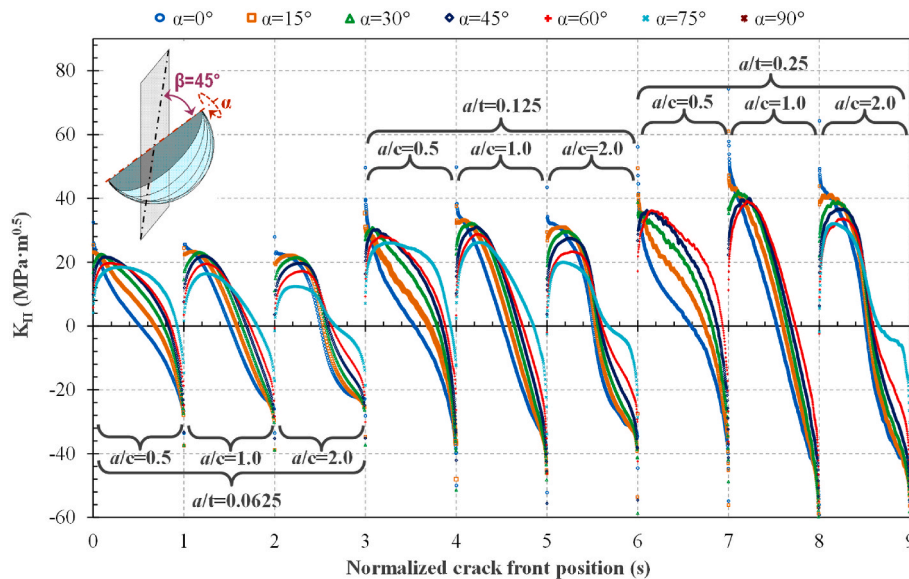 α=0° α=15° α=30° α=45° α=60° α=75° α=90°
80
60
40
20
0
-20
-40
-60
K_II (MPa·m^0.5)
β=45°
α
a/t=0.25
a/c=0.5 a/c=1.0 a/c=2.0
a/t=0.125
a/c=0.5 a/c=1.0 a/c=2.0
a/c=0.5 a/c=1.0 a/c=2.0
a/t=0.0625
0 1 2 3 4 5 6 7 8 9
Normalized crack front position (s)